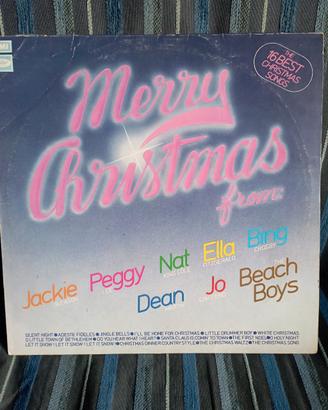 THE
16 BEST
CHRISTMAS
SONGS
Merry
Christmas
from:
Bing
CROSBY
Ella
FITZGERALD
Nat
Peggy
Jackie
Dean
Jo
Beach
Boys
SILENT NIGHT ● ADESTE FIDELES ● JINGLE BELLS ● I'LL BE HOME FOR CHRISTMAS ● LITTLE DRUMMER BOY ● WHITE CHRISTMAS
O LITTLE TOWN OF BETHLEHEM ● DO YOU HEAR WHAT I HEAR? ● SANTA CLAUS IS COMIN' TO TOWN ● THE FIRST NOEL ● O HOLY NIGHT
LET IT SNOW! LET IT SNOW! LET IT SNOW! ● CHRISTMAS DINNER COUNTRY STYLE ● THE CHRISTMAS WALTZ ● THE CHRISTMAS SONG